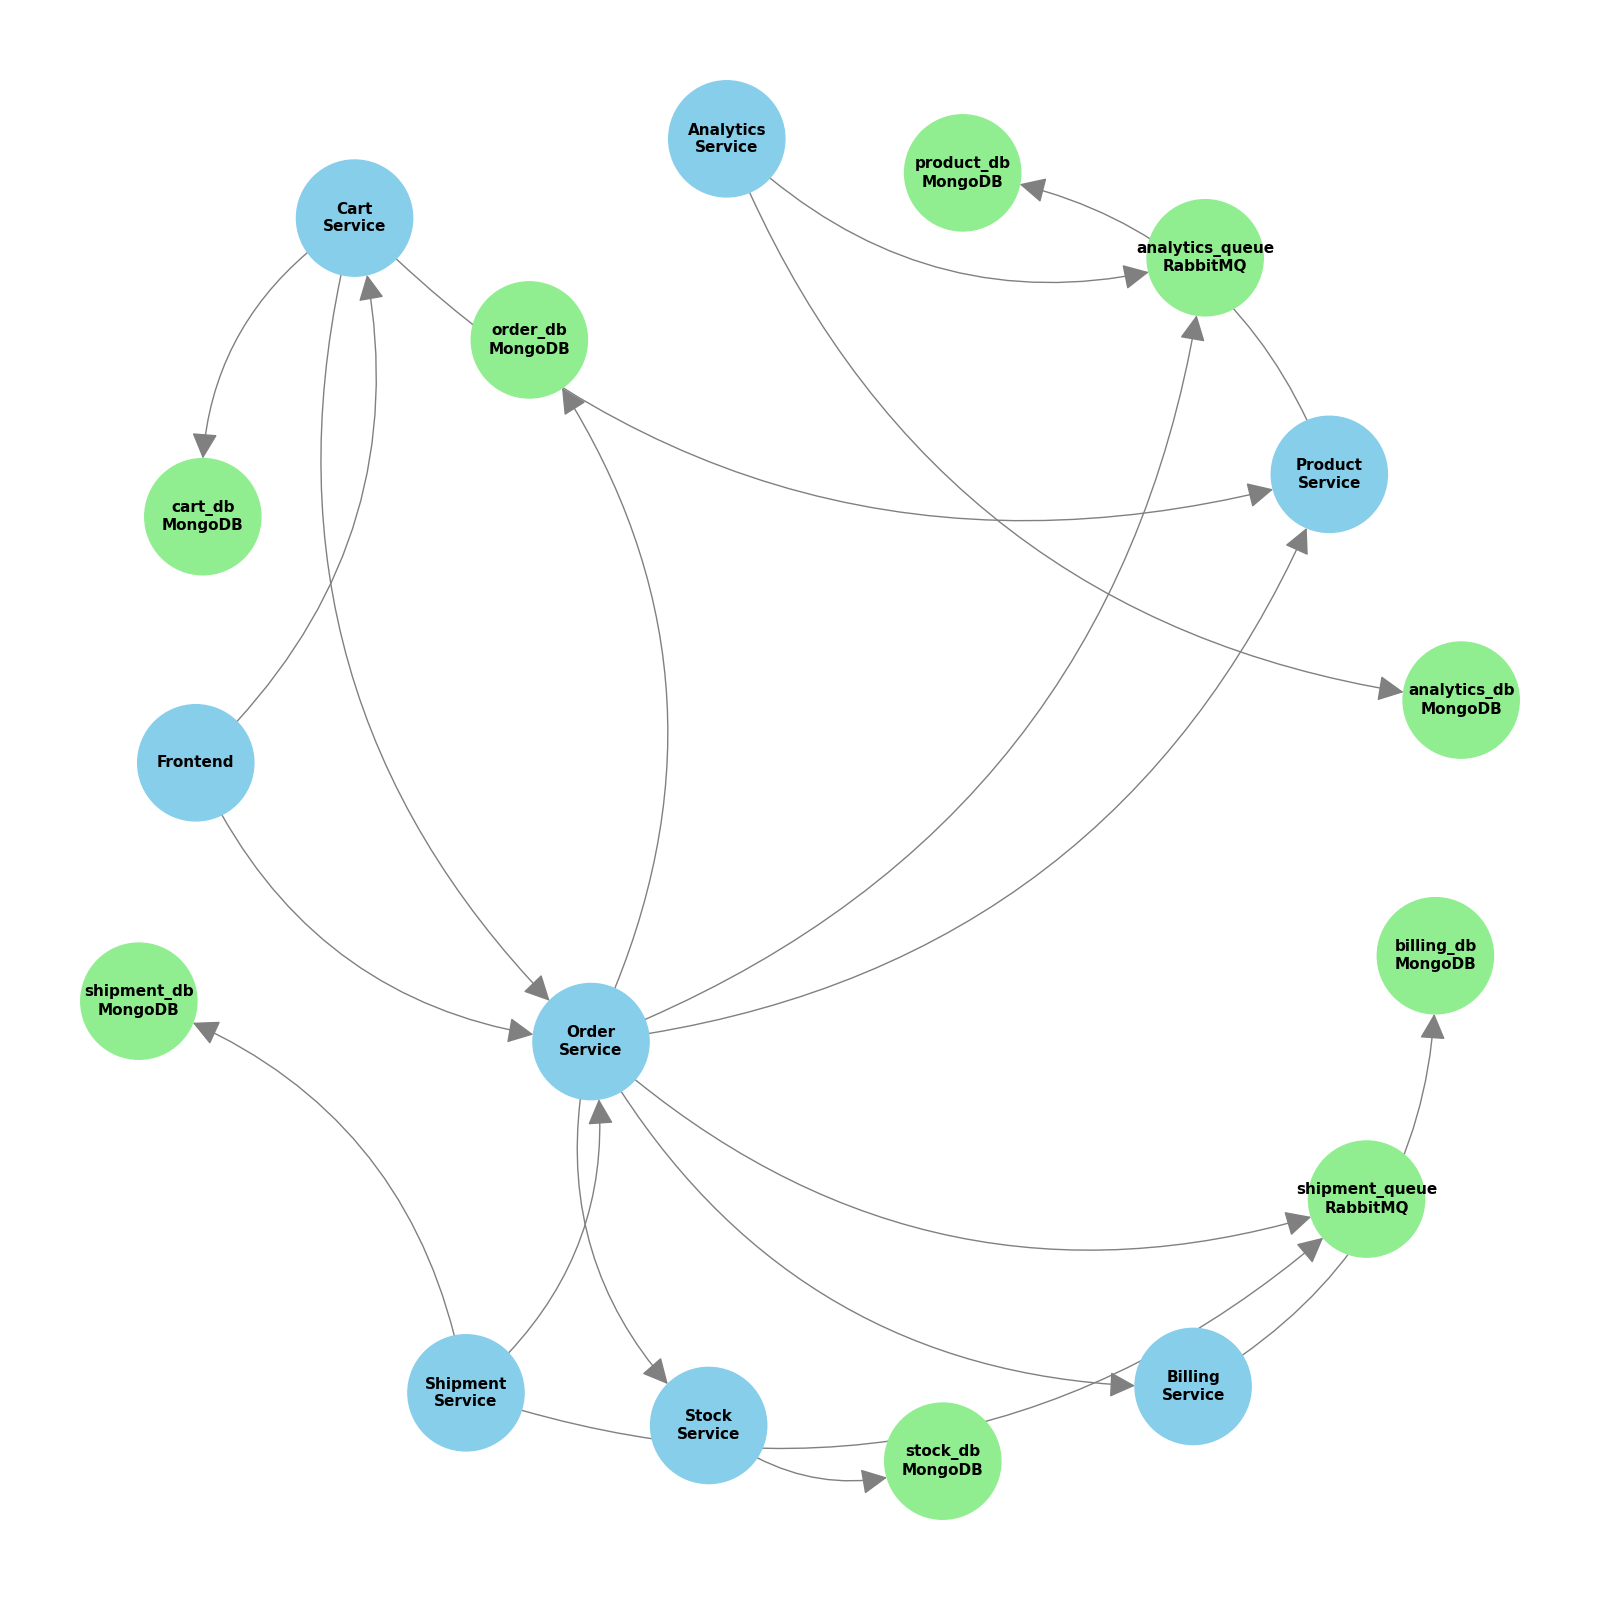 Analytics
Service
product_db
MongoDB
Cart
Service
analytics_queue
RabbitMQ
order_db
MongoDB
Product
Service
cart_db
MongoDB
analytics_db
MongoDB
Frontend
billing_db
MongoDB
shipment_db
MongoDB
Order
Service
shipment_queue
RabbitMQ
Billing
Service
Shipment
Service
Stock
Service
stock_db
MongoDB